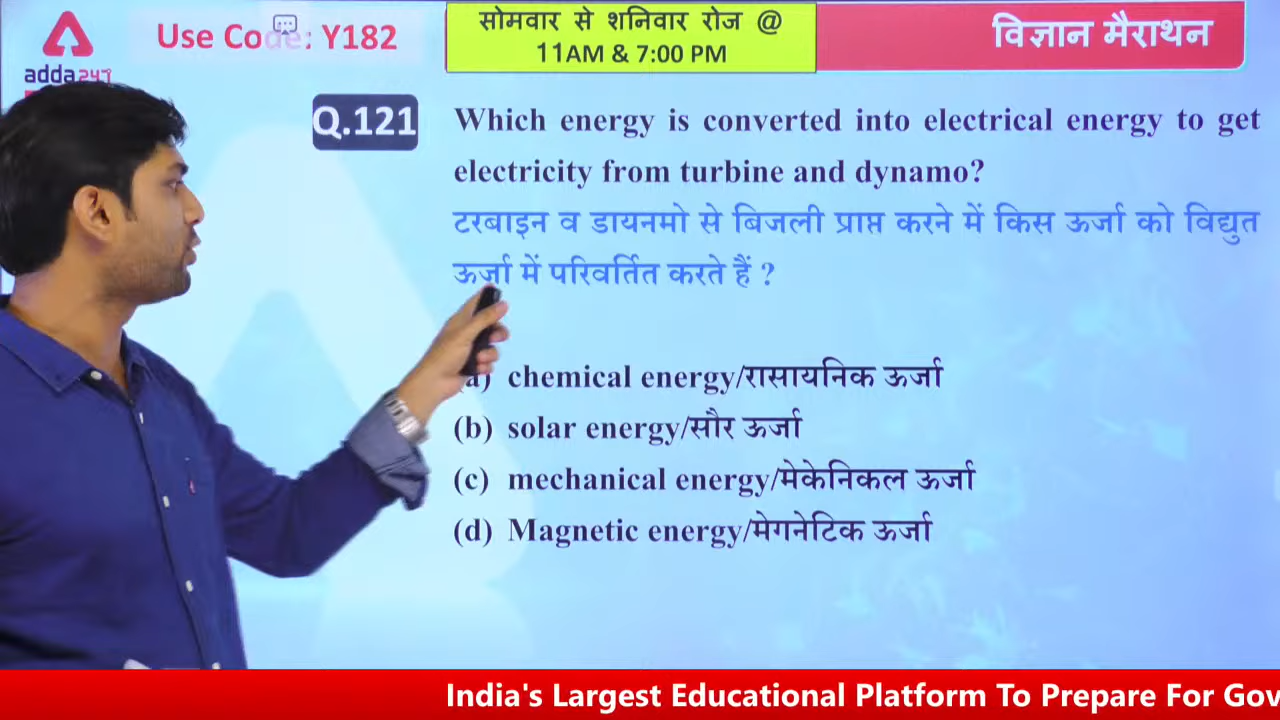 adda247
Use Code: Y182
सोमवार से शनिवार रोज @
11AM & 7:00 PM
विज्ञान मैराथन
Q.121
Which energy is converted into electrical energy to get
electricity from turbine and dynamo?
टरबाइन व डायनमो से बिजली प्राप्त करने में किस ऊर्जा को विद्युत
ऊर्जा में परिवर्तित करते हैं ?
(a) chemical energy/रासायनिक ऊर्जा
(b) solar energy/सौर ऊर्जा
(c) mechanical energy/मेकेनिकल ऊर्जा
(d) Magnetic energy/मेगनेटिक ऊर्जा
India's Largest Educational Platform To Prepare For Gov